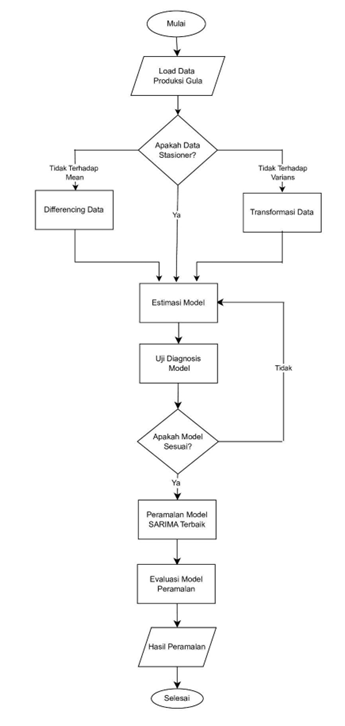 Mulai
Load Data
Produksi Gula
Apakah Data
Stasioner?
Tidak Terhadap
Mean
Tidak Terhadap
Varians
Differencing Data
Ya
Transformasi Data
Estimasi Model
Uji Diagnosis
Model
Tidak
Apakah Model
Sesuai?
Ya
Peramalan Model
SARIMA Terbaik
Evaluasi Model
Peramalan
Hasil Peramalan
Selesai